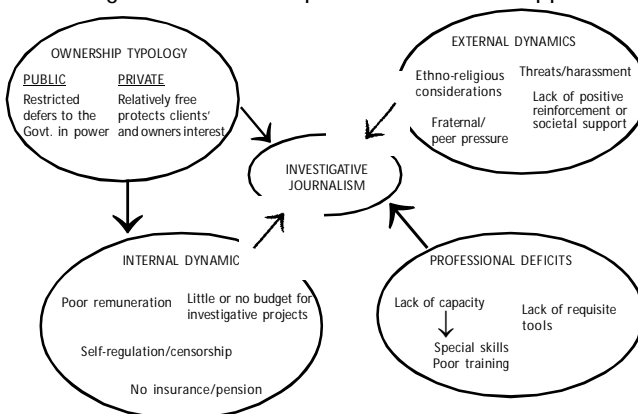 OWNERSHIP TYPOLOGY
PUBLIC PRIVATE
Restricted Relatively free
defers to the protects clients'
Govt. in power and owners interest
EXTERNAL DYNAMICS
Ethno-religious
considerations
Threats/harassment
Lack of positive
reinforcement or
societal support
Fraternal/
peer pressure
INVESTIGATIVE
JOURNALISM
INTERNAL DYNAMIC
Poor remuneration
Little or no budget for
investigative projects
Self-regulation/censorship
No insurance/pension
PROFESSIONAL DEFICITS
Lack of capacity
Lack of requisite
tools
Special skills
Poor training